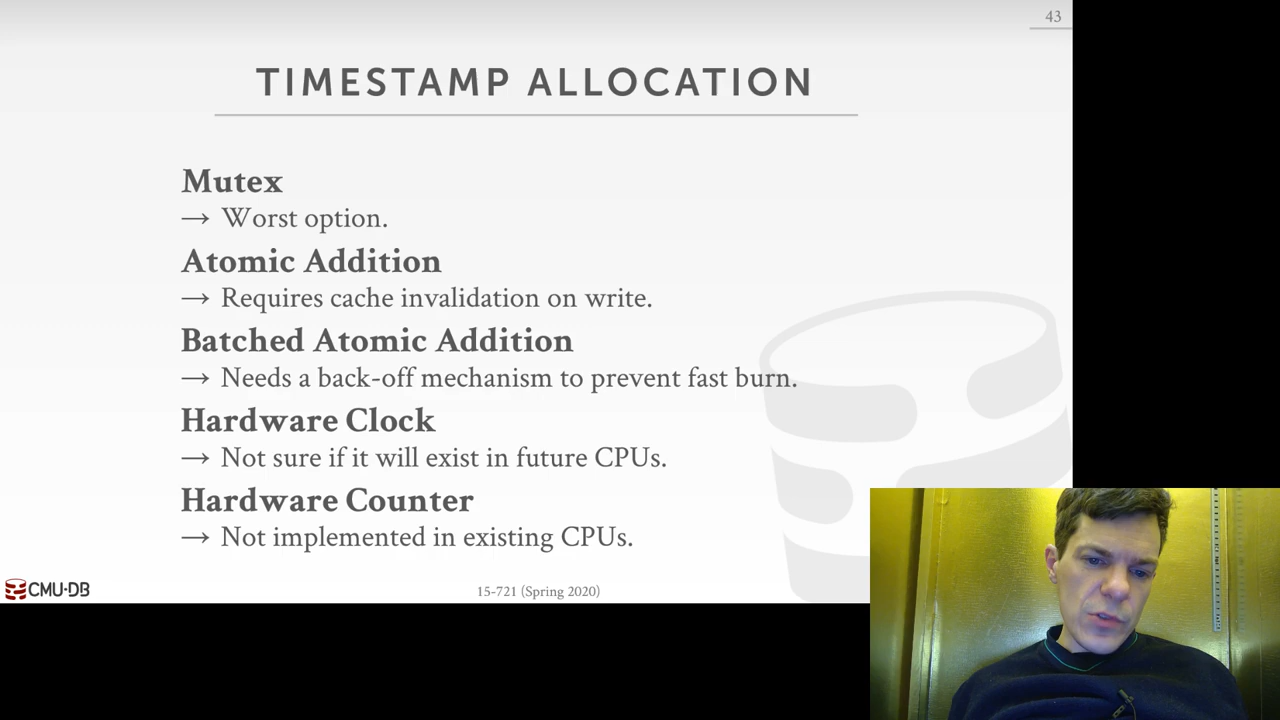 43
TIMESTAMP ALLOCATION
Mutex
→ Worst option.
Atomic Addition
→ Requires cache invalidation on write.
Batched Atomic Addition
→ Needs a back-off mechanism to prevent fast burn.
Hardware Clock
→ Not sure if it will exist in future CPUs.
Hardware Counter
→ Not implemented in existing CPUs.
CMU·DB
15-721 (Spring 2020)